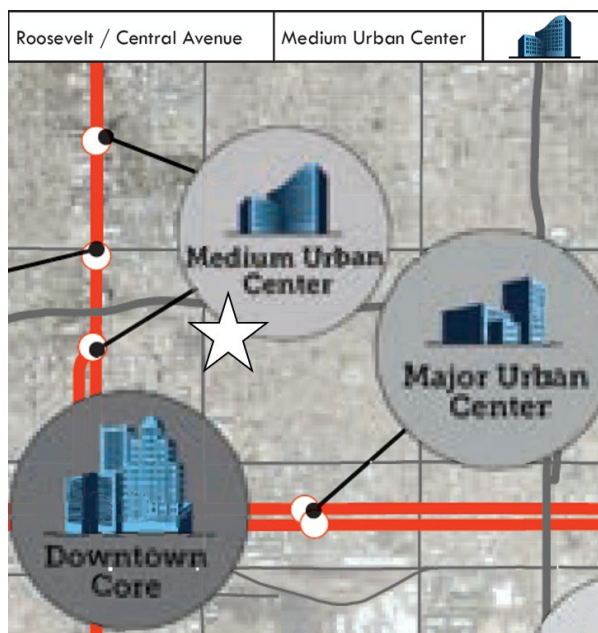 Roosevelt / Central Avenue
Medium Urban Center
Medium Urban
Center
Major Urban
Center
Downtown
Core